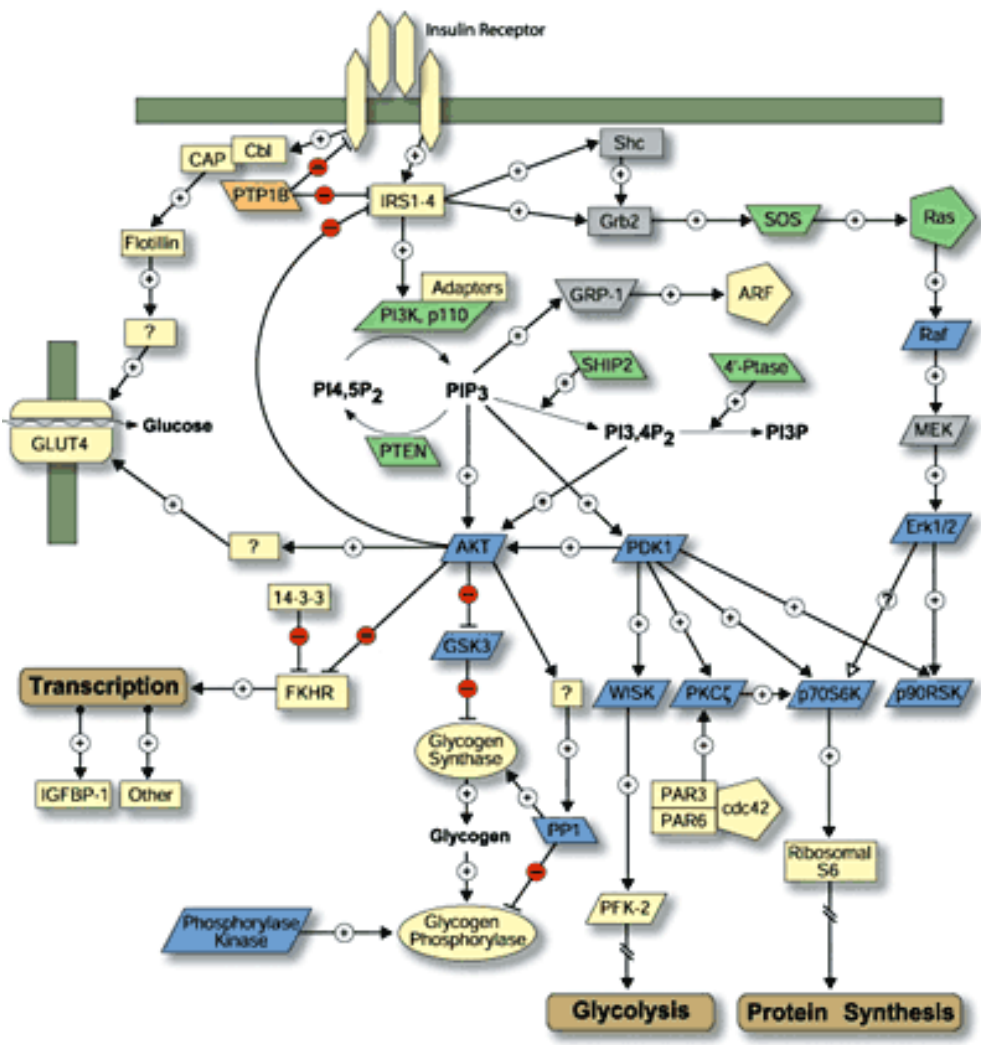 Insulin Receptor
Cbl
CAP
PTP1B
IRS1-4
Shc
Grb2
SOS
Ras
Flotillin
?
Adapters
PI3K, p110
GRP-1
ARF
Raf
SHIP2
4'-Ptase
PI4,5P2
PIP3
PI3,4P2
PI3P
PTEN
MEK
GLUT4
Glucose
Erk1/2
?
AKT
PDK1
14-3-3
GSK3
?
Transcription
FKHR
?
WISK
PKCζ
p70S6K
p90RSK
IGFBP-1
Other
Glycogen
Synthase
PAR3
PAR6
cdc42
Glycogen
PP1
Ribosomal
S6
Phosphorylase
Kinase
Glycogen
Phosphorylase
PFK-2
Glycolysis
Protein Synthesis